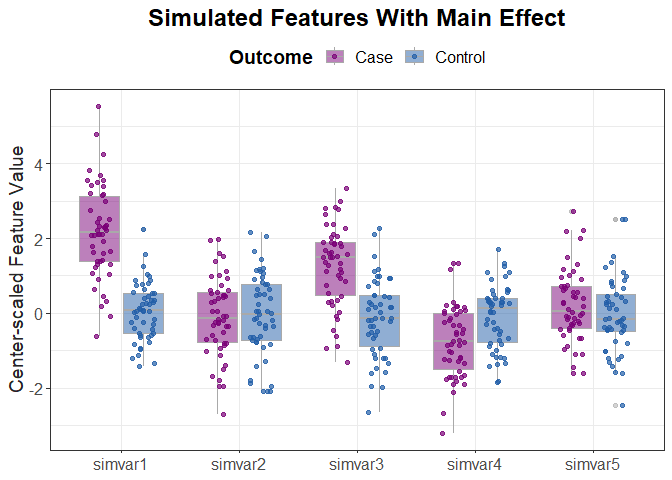 Simulated Features With Main Effect
Outcome Case Control
Center-scaled Feature Value
4
2
0
-2
simvar1 simvar2 simvar3 simvar4 simvar5